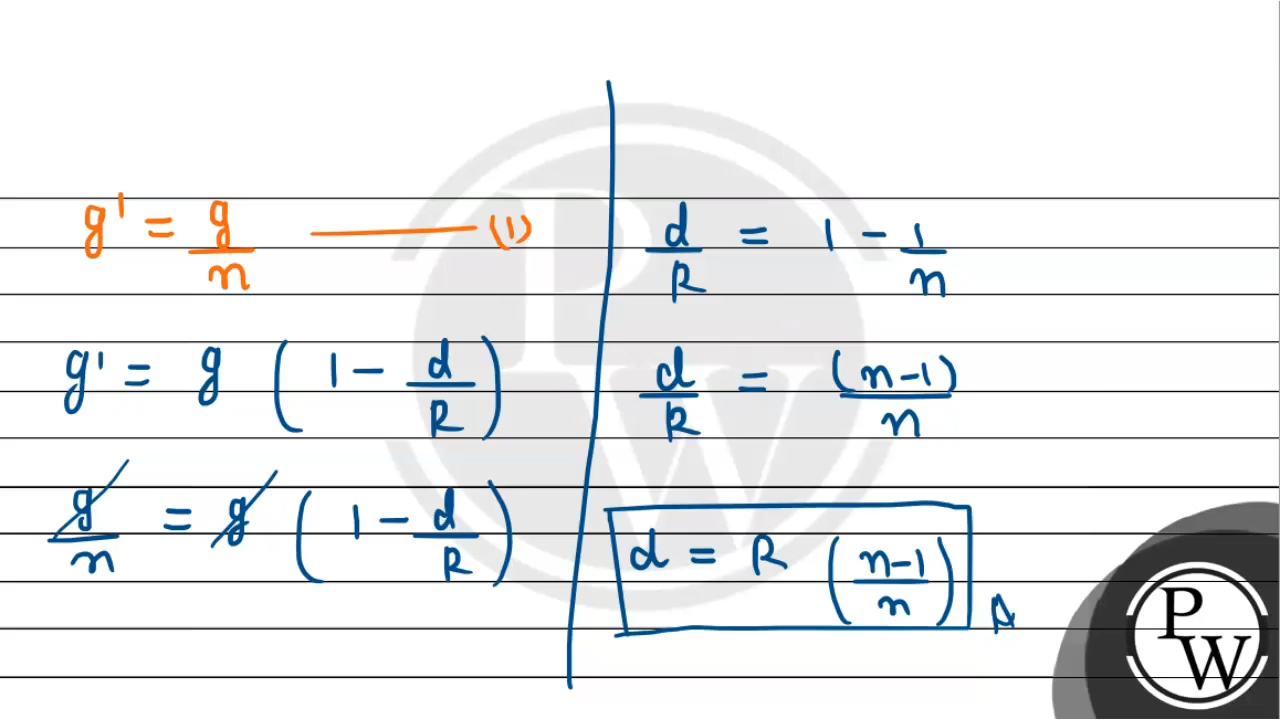 g' = g/n ——— (1)
g' = g (1 - d/R)
g/n = g (1 - d/R)
d/R = 1 - 1/n
d/R = (n-1)/n
d = R (n-1/n)
P
W
PW